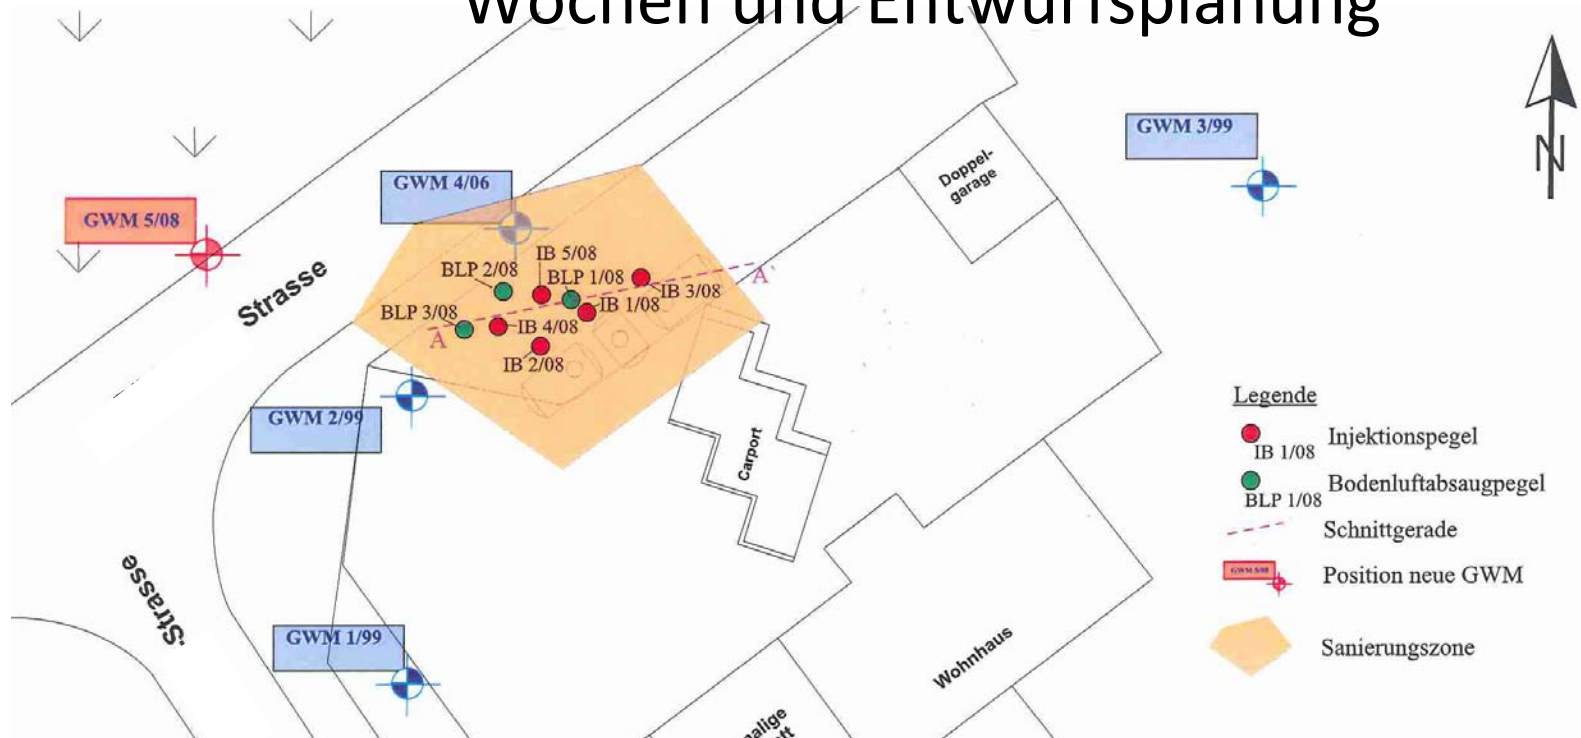 Wochen und Entwurfsplanung
GWM 3/99
N
Doppel-
garage
GWM 4/06
GWM 5/08
Strasse
IB 5/08
BLP 2/08
BLP 1/08
A`
IB 3/08
IB 1/08
BLP 3/08
A
IB 4/08
IB 2/08
GWM 2/99
Carport
Strasse
GWM 1/99
Wohnhaus
Legende
IB 1/08 Injektionspegel
BLP 1/08 Bodenluftabsaugpegel
Schnittgerade
GWM 5/08 Position neue GWM
Sanierungszone